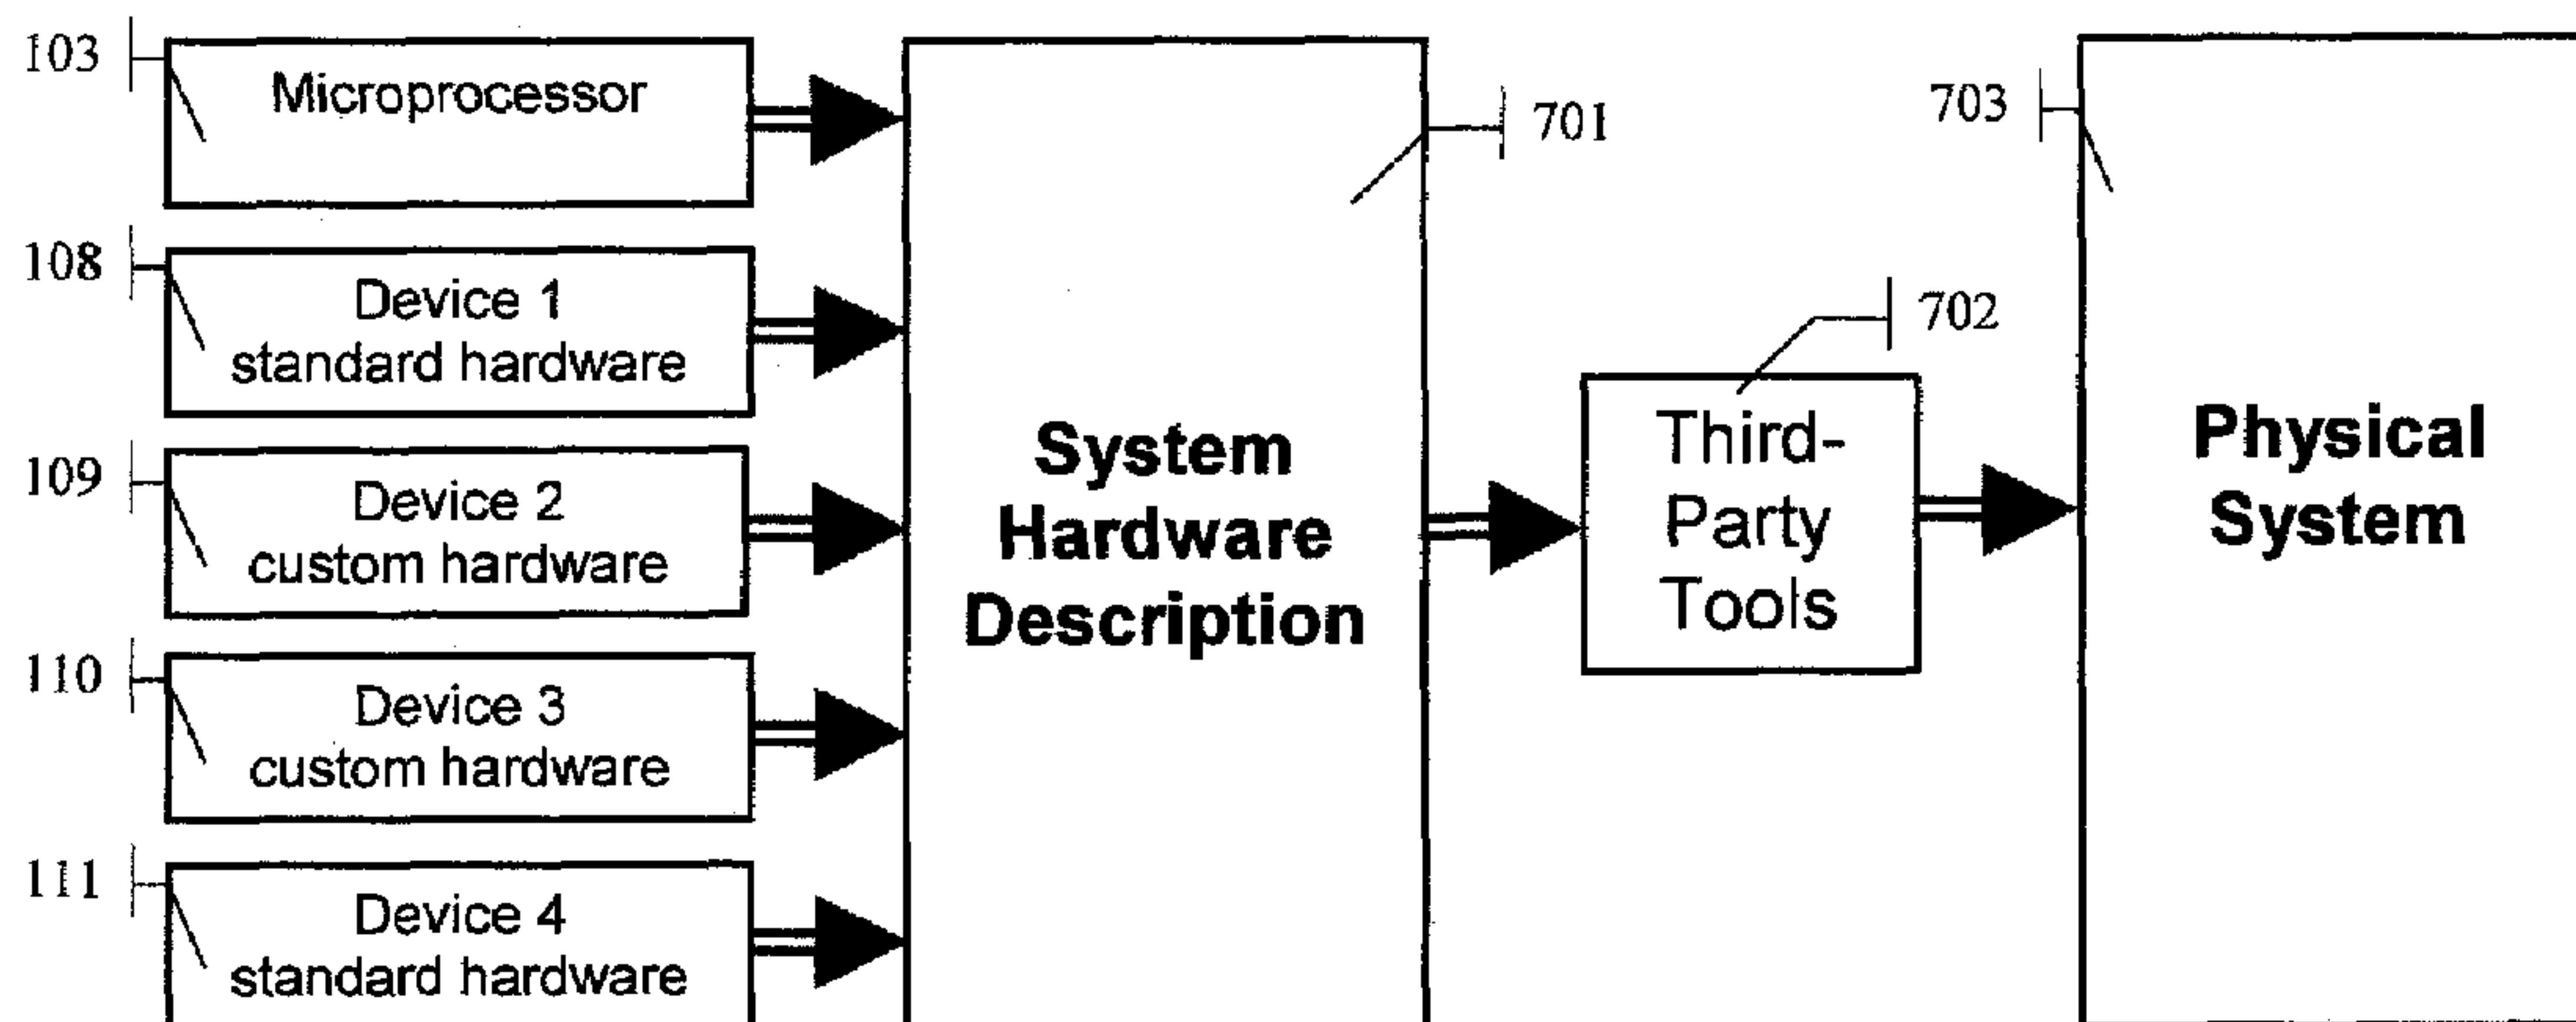 103
Microprocessor
108
Device 1
standard hardware
109
Device 2
custom hardware
110
Device 3
custom hardware
111
Device 4
standard hardware
701
System
Hardware
Description
702
Third-
Party
Tools
703
Physical
System